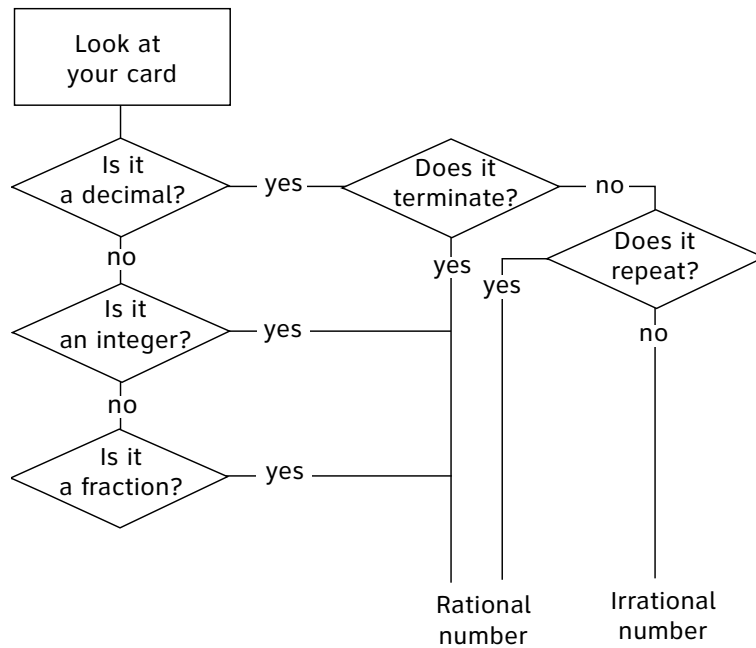 Look at
your card
Is it
a decimal?
yes
Does it
terminate?
no
Does it
repeat?
yes
no
yes
no
Is it
an integer?
yes
no
Is it
a fraction?
yes
Rational
number
Irrational
number